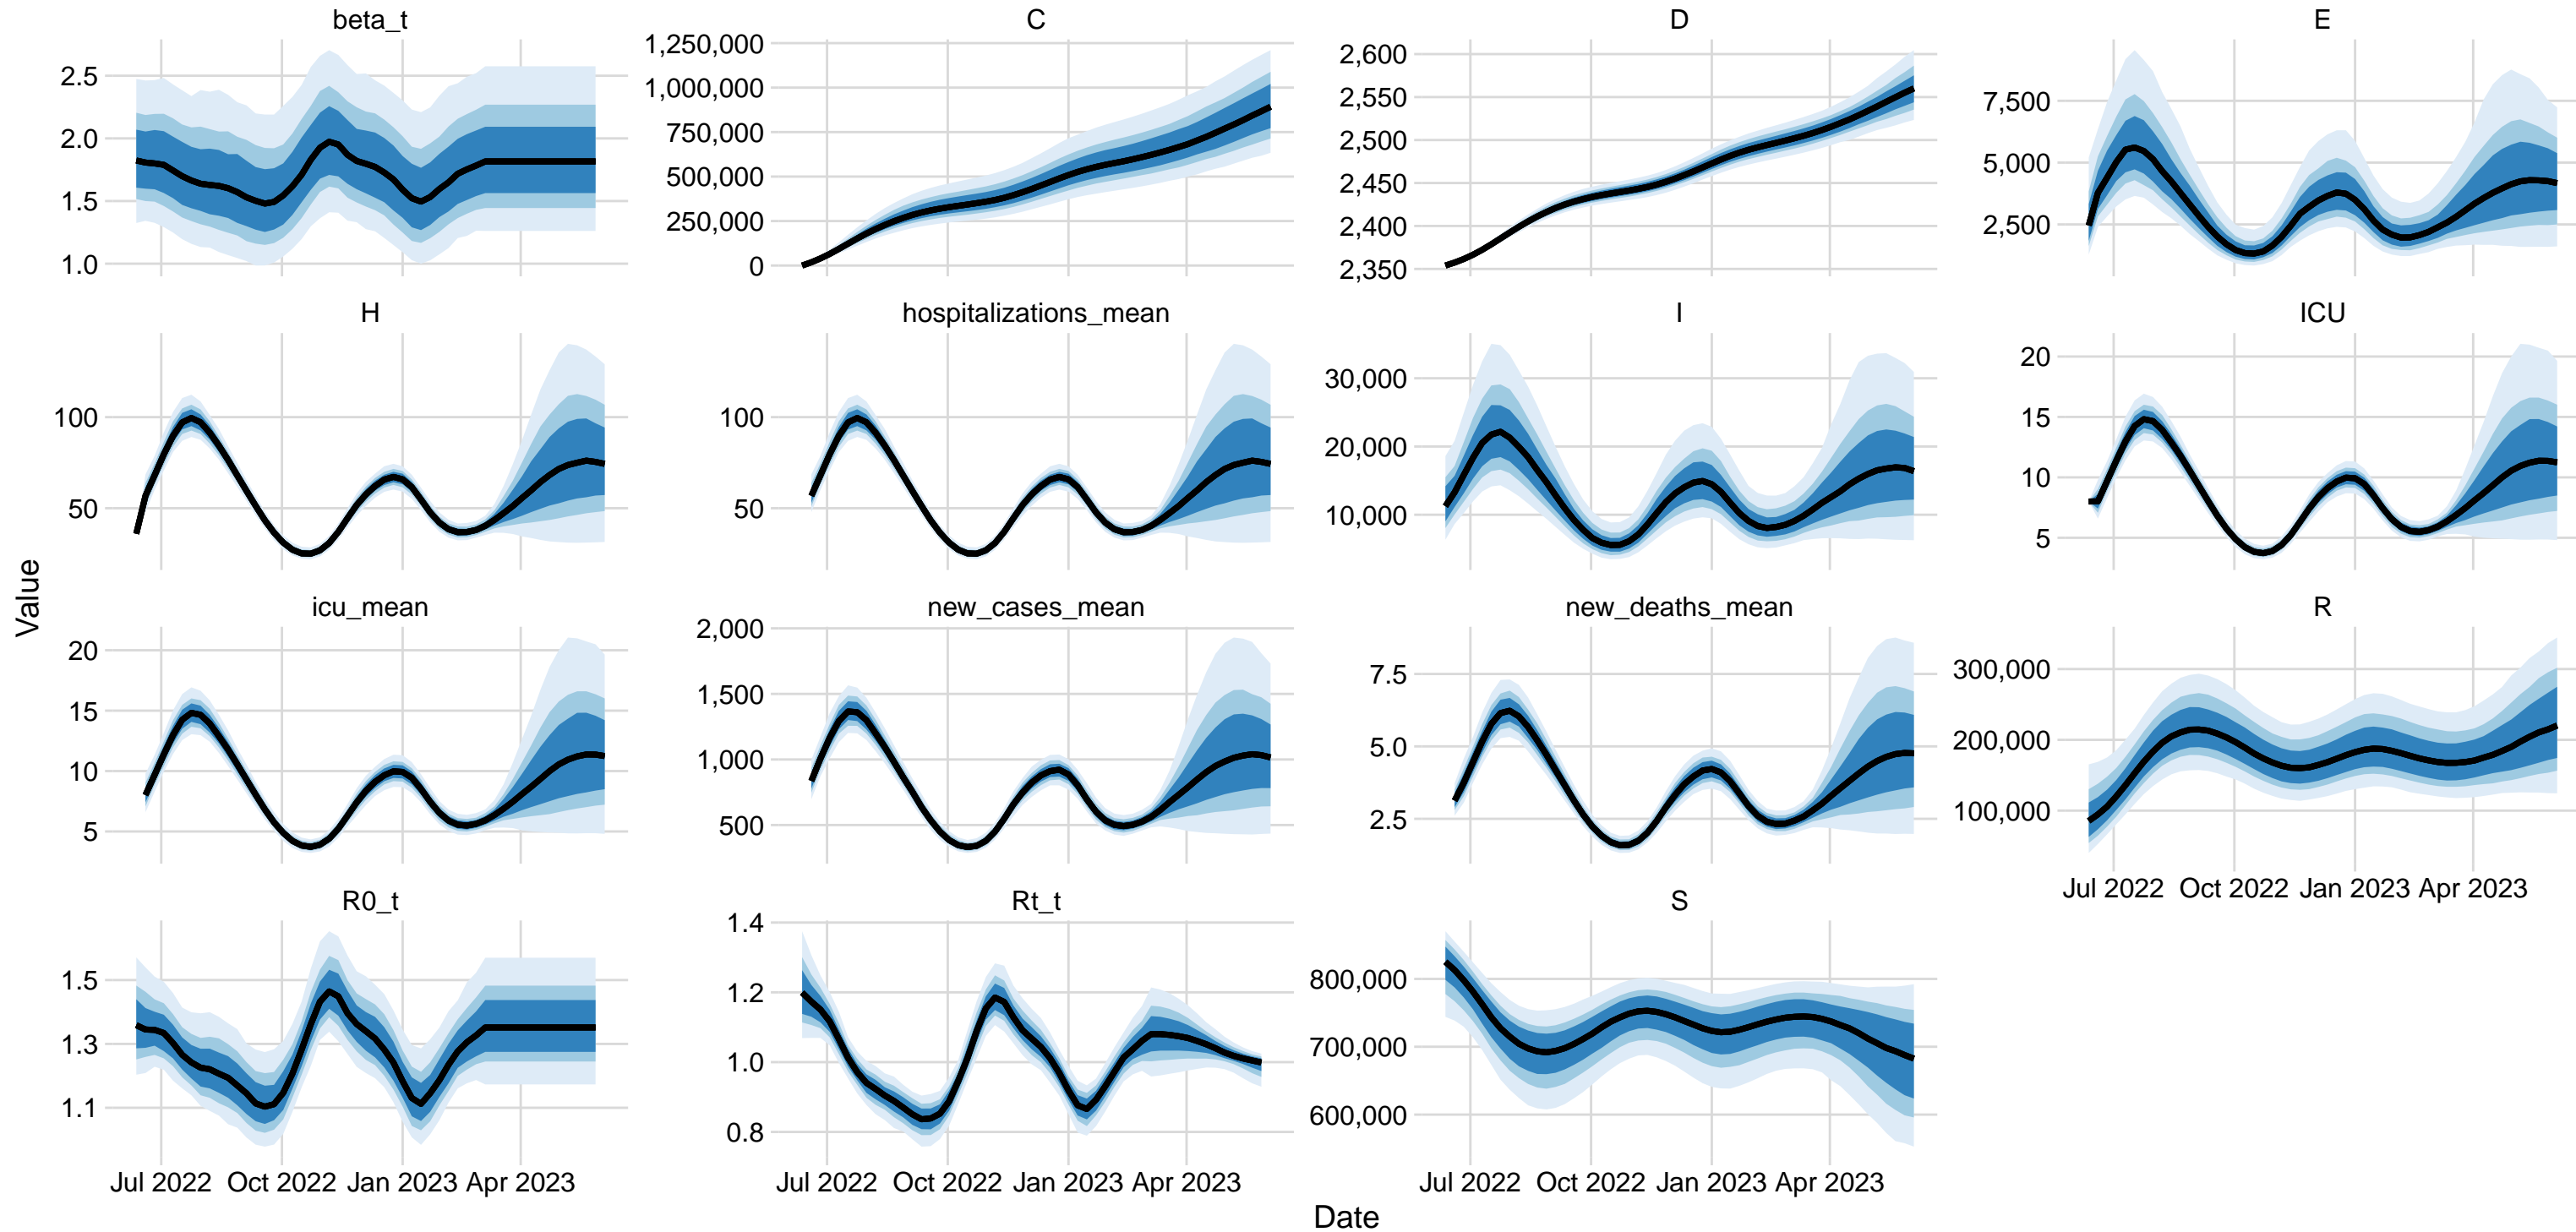 beta_t
2.5
2.0
1.5
1.0
C
1,250,000
1,000,000
750,000
500,000
250,000
0
D
2,600
2,550
2,500
2,450
2,400
2,350
E
7,500
5,000
2,500
H
100
50
hospitalizations_mean
100
50
I
30,000
20,000
10,000
ICU
20
15
10
5
Value
icu_mean
20
15
10
5
new_cases_mean
2,000
1,500
1,000
500
new_deaths_mean
7.5
5.0
2.5
R
300,000
200,000
100,000
Jul 2022 Oct 2022 Jan 2023 Apr 2023
R0_t
1.5
1.3
1.1
Jul 2022 Oct 2022 Jan 2023 Apr 2023
Rt_t
1.4
1.2
1.0
0.8
Jul 2022 Oct 2022 Jan 2023 Apr 2023
S
800,000
700,000
600,000
Jul 2022 Oct 2022 Jan 2023 Apr 2023
Date